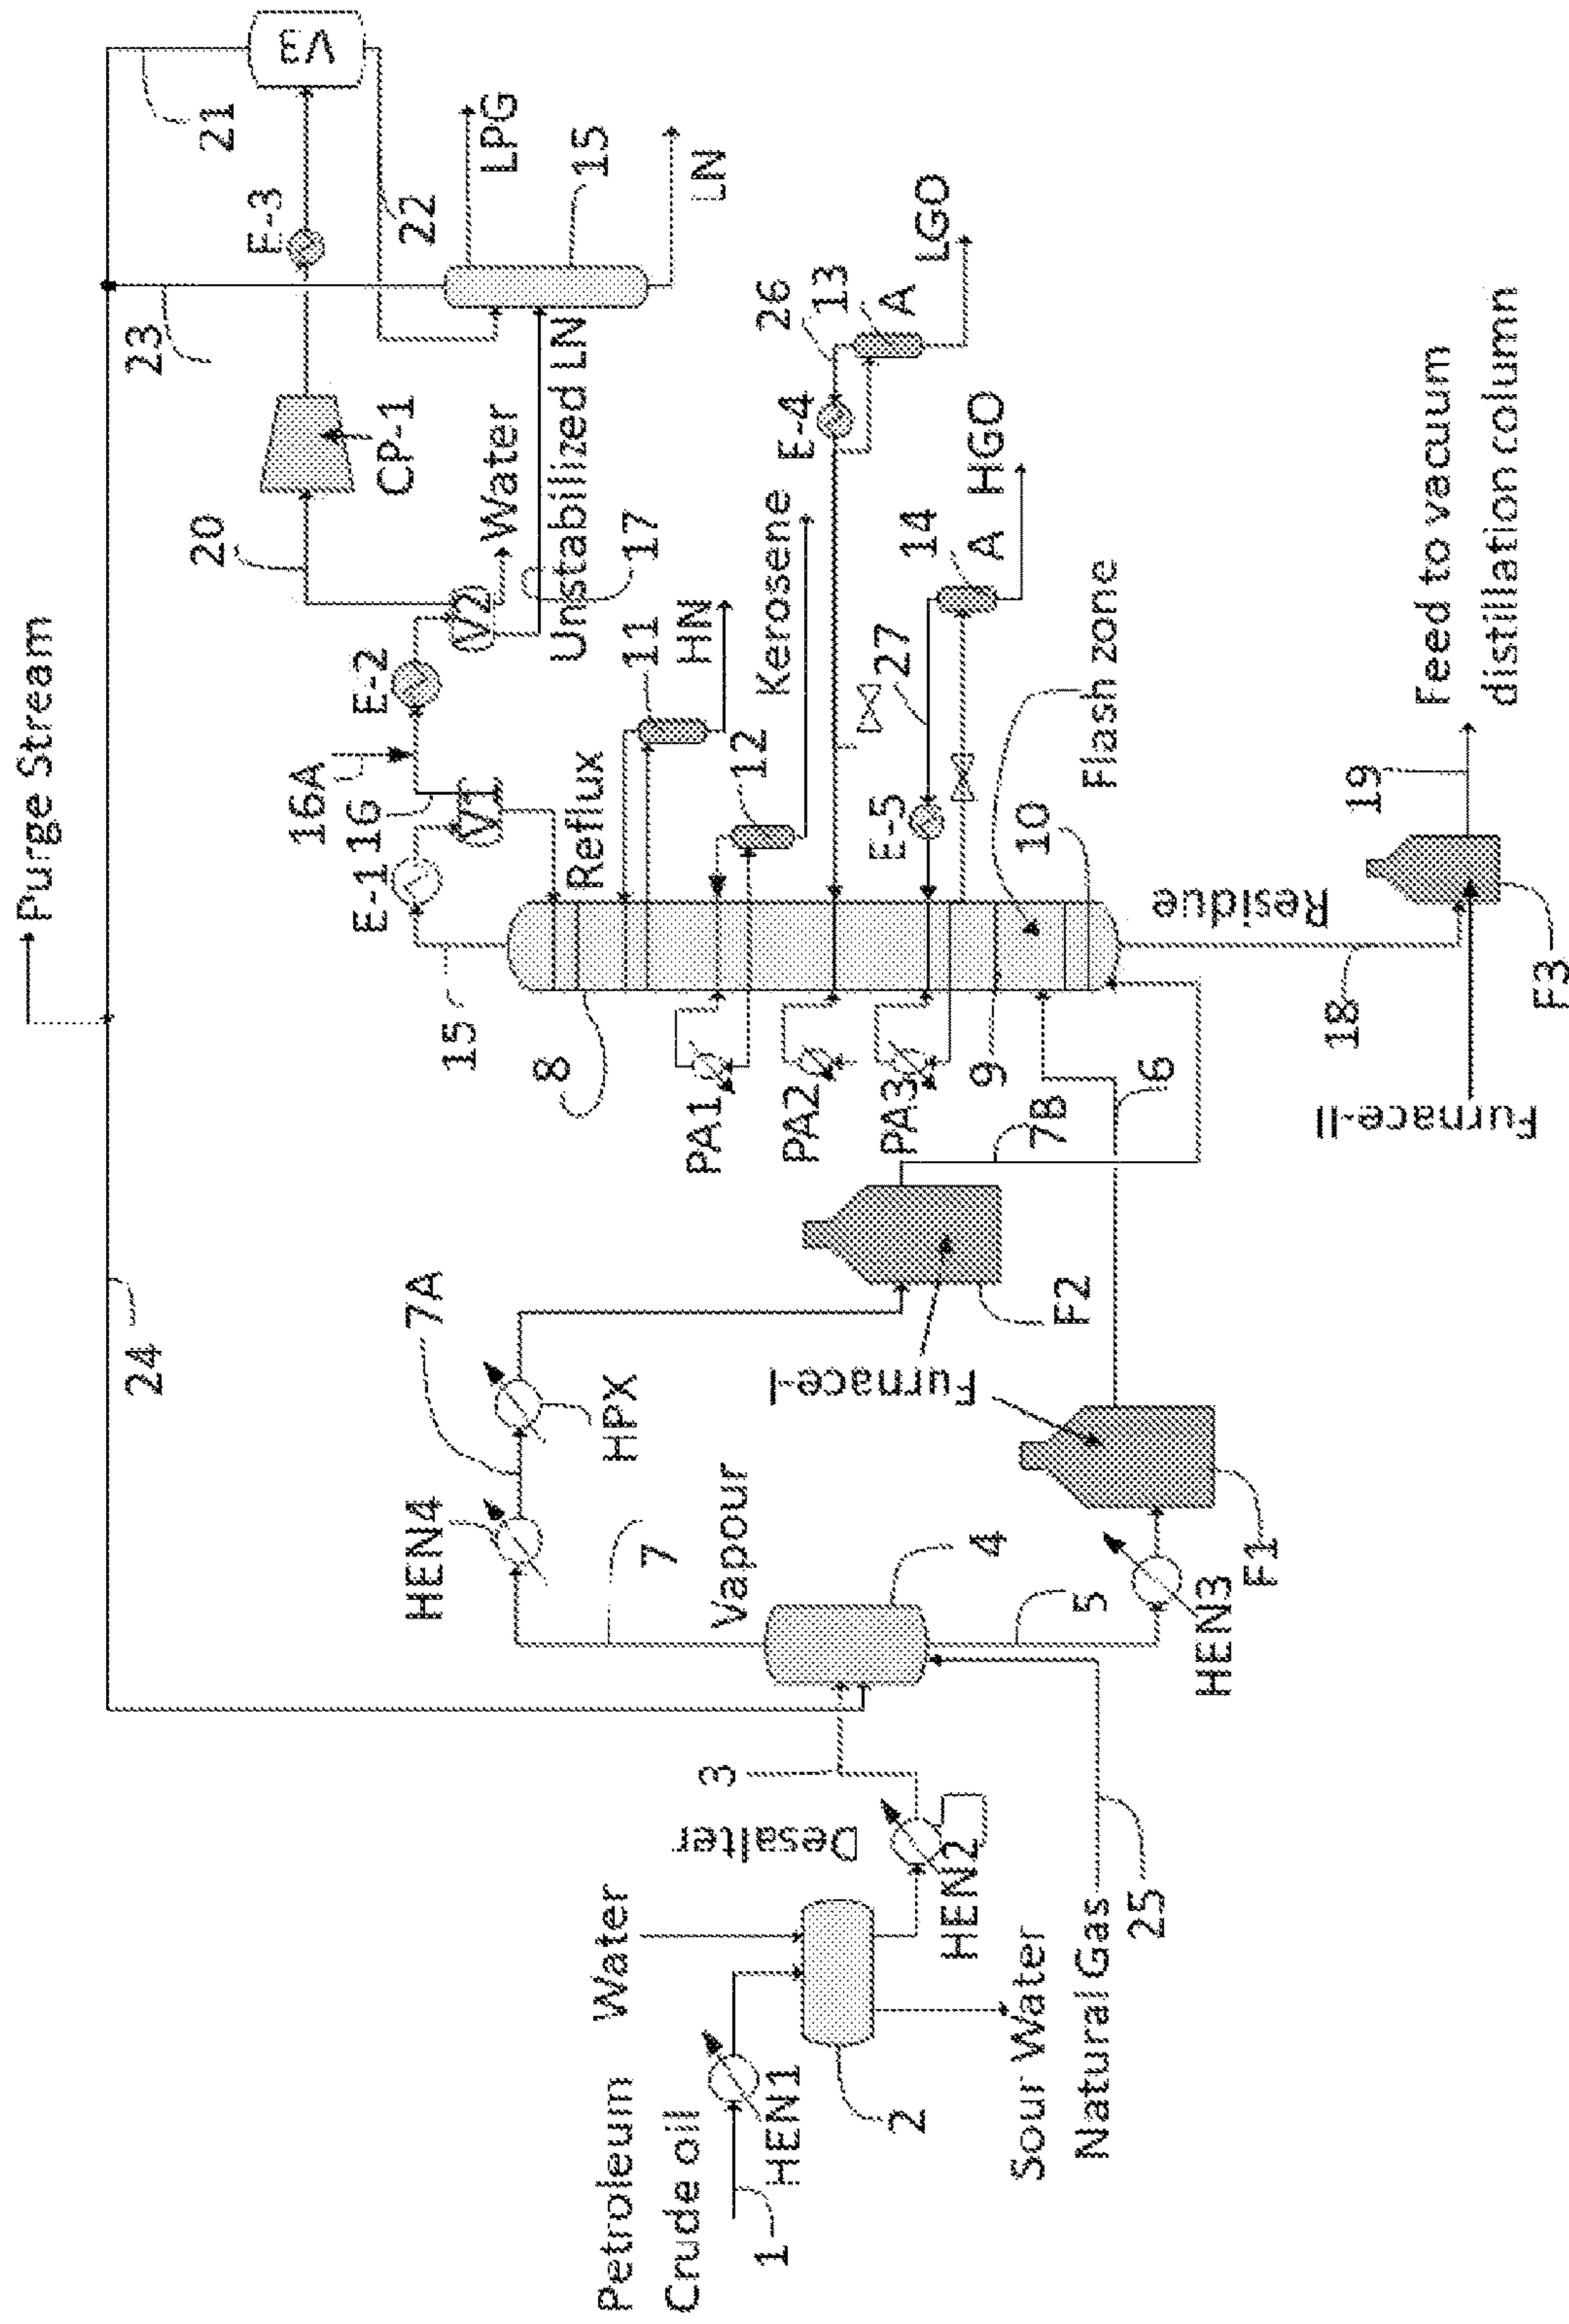 Purge Stream
24
23
21
V3
E-3
22
20
CP-1
LPG
15
LN
16A
E-1
16
E-2
V1
V2
Water
Unstabilized LN
17
15
8
Reflux
11
HN
12
Kerosene
E-4
26
13
A
LGO
PA1
PA2
PA3
9
E-5
27
14
A
HGO
Flash zone
10
7B
6
Residue
18
Furnace-II
F3
19
Feed to vacuum
distillation column
HEN4
7A
HPX
7
Vapour
4
Furnace-I
F2
5
HEN3
F1
3
Desalter
HEN2
Water
Petroleum
Crude oil
1
HEN1
2
Sour Water
Natural Gas
25